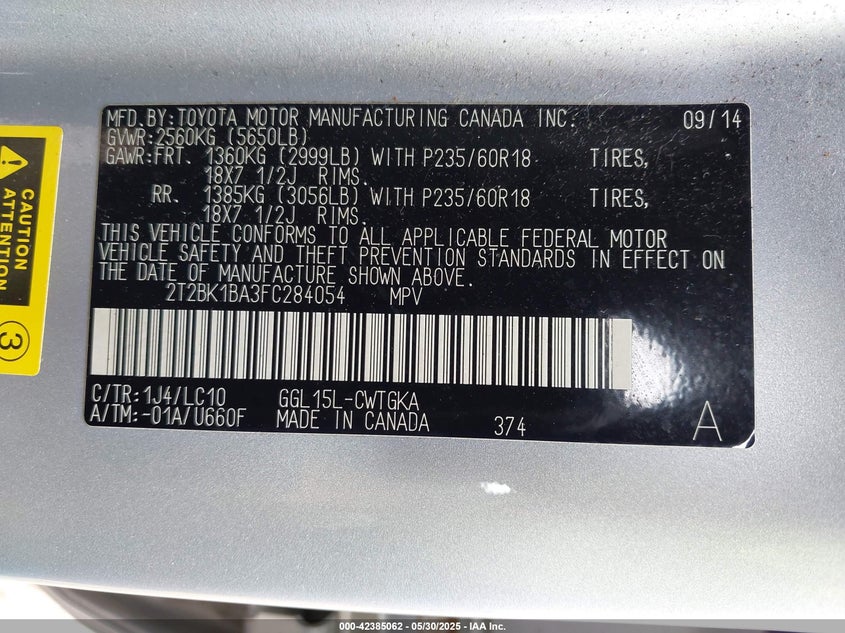 MFD.BY:TOYOTA MOTOR MANUFACTURING CANADA INC. 09/14
GVWR:2560KG (5650LB)
GAWR:FRT. 1360KG (2999LB) WITH P235/60R18 TIRES,
18X7 1/2J RIMS.
RR. 1385KG (3056LB) WITH P235/60R18 TIRES,
18X7 1/2J RIMS.
THIS VEHICLE CONFORMS TO ALL APPLICABLE FEDERAL MOTOR
VEHICLE SAFETY AND THEFT PREVENTION STANDARDS IN EFFECT ON
THE DATE OF MANUFACTURE SHOWN ABOVE.
2T2BK1BA3FC284054 MPV
C/TR:1J4/LC10 GGL15L-CWTGKA
A/TM:-01A/U660F MADE IN CANADA 374 A
CAUTION
ATTENTION
3
000-42385062 - 05/30/2025 - IAA Inc.